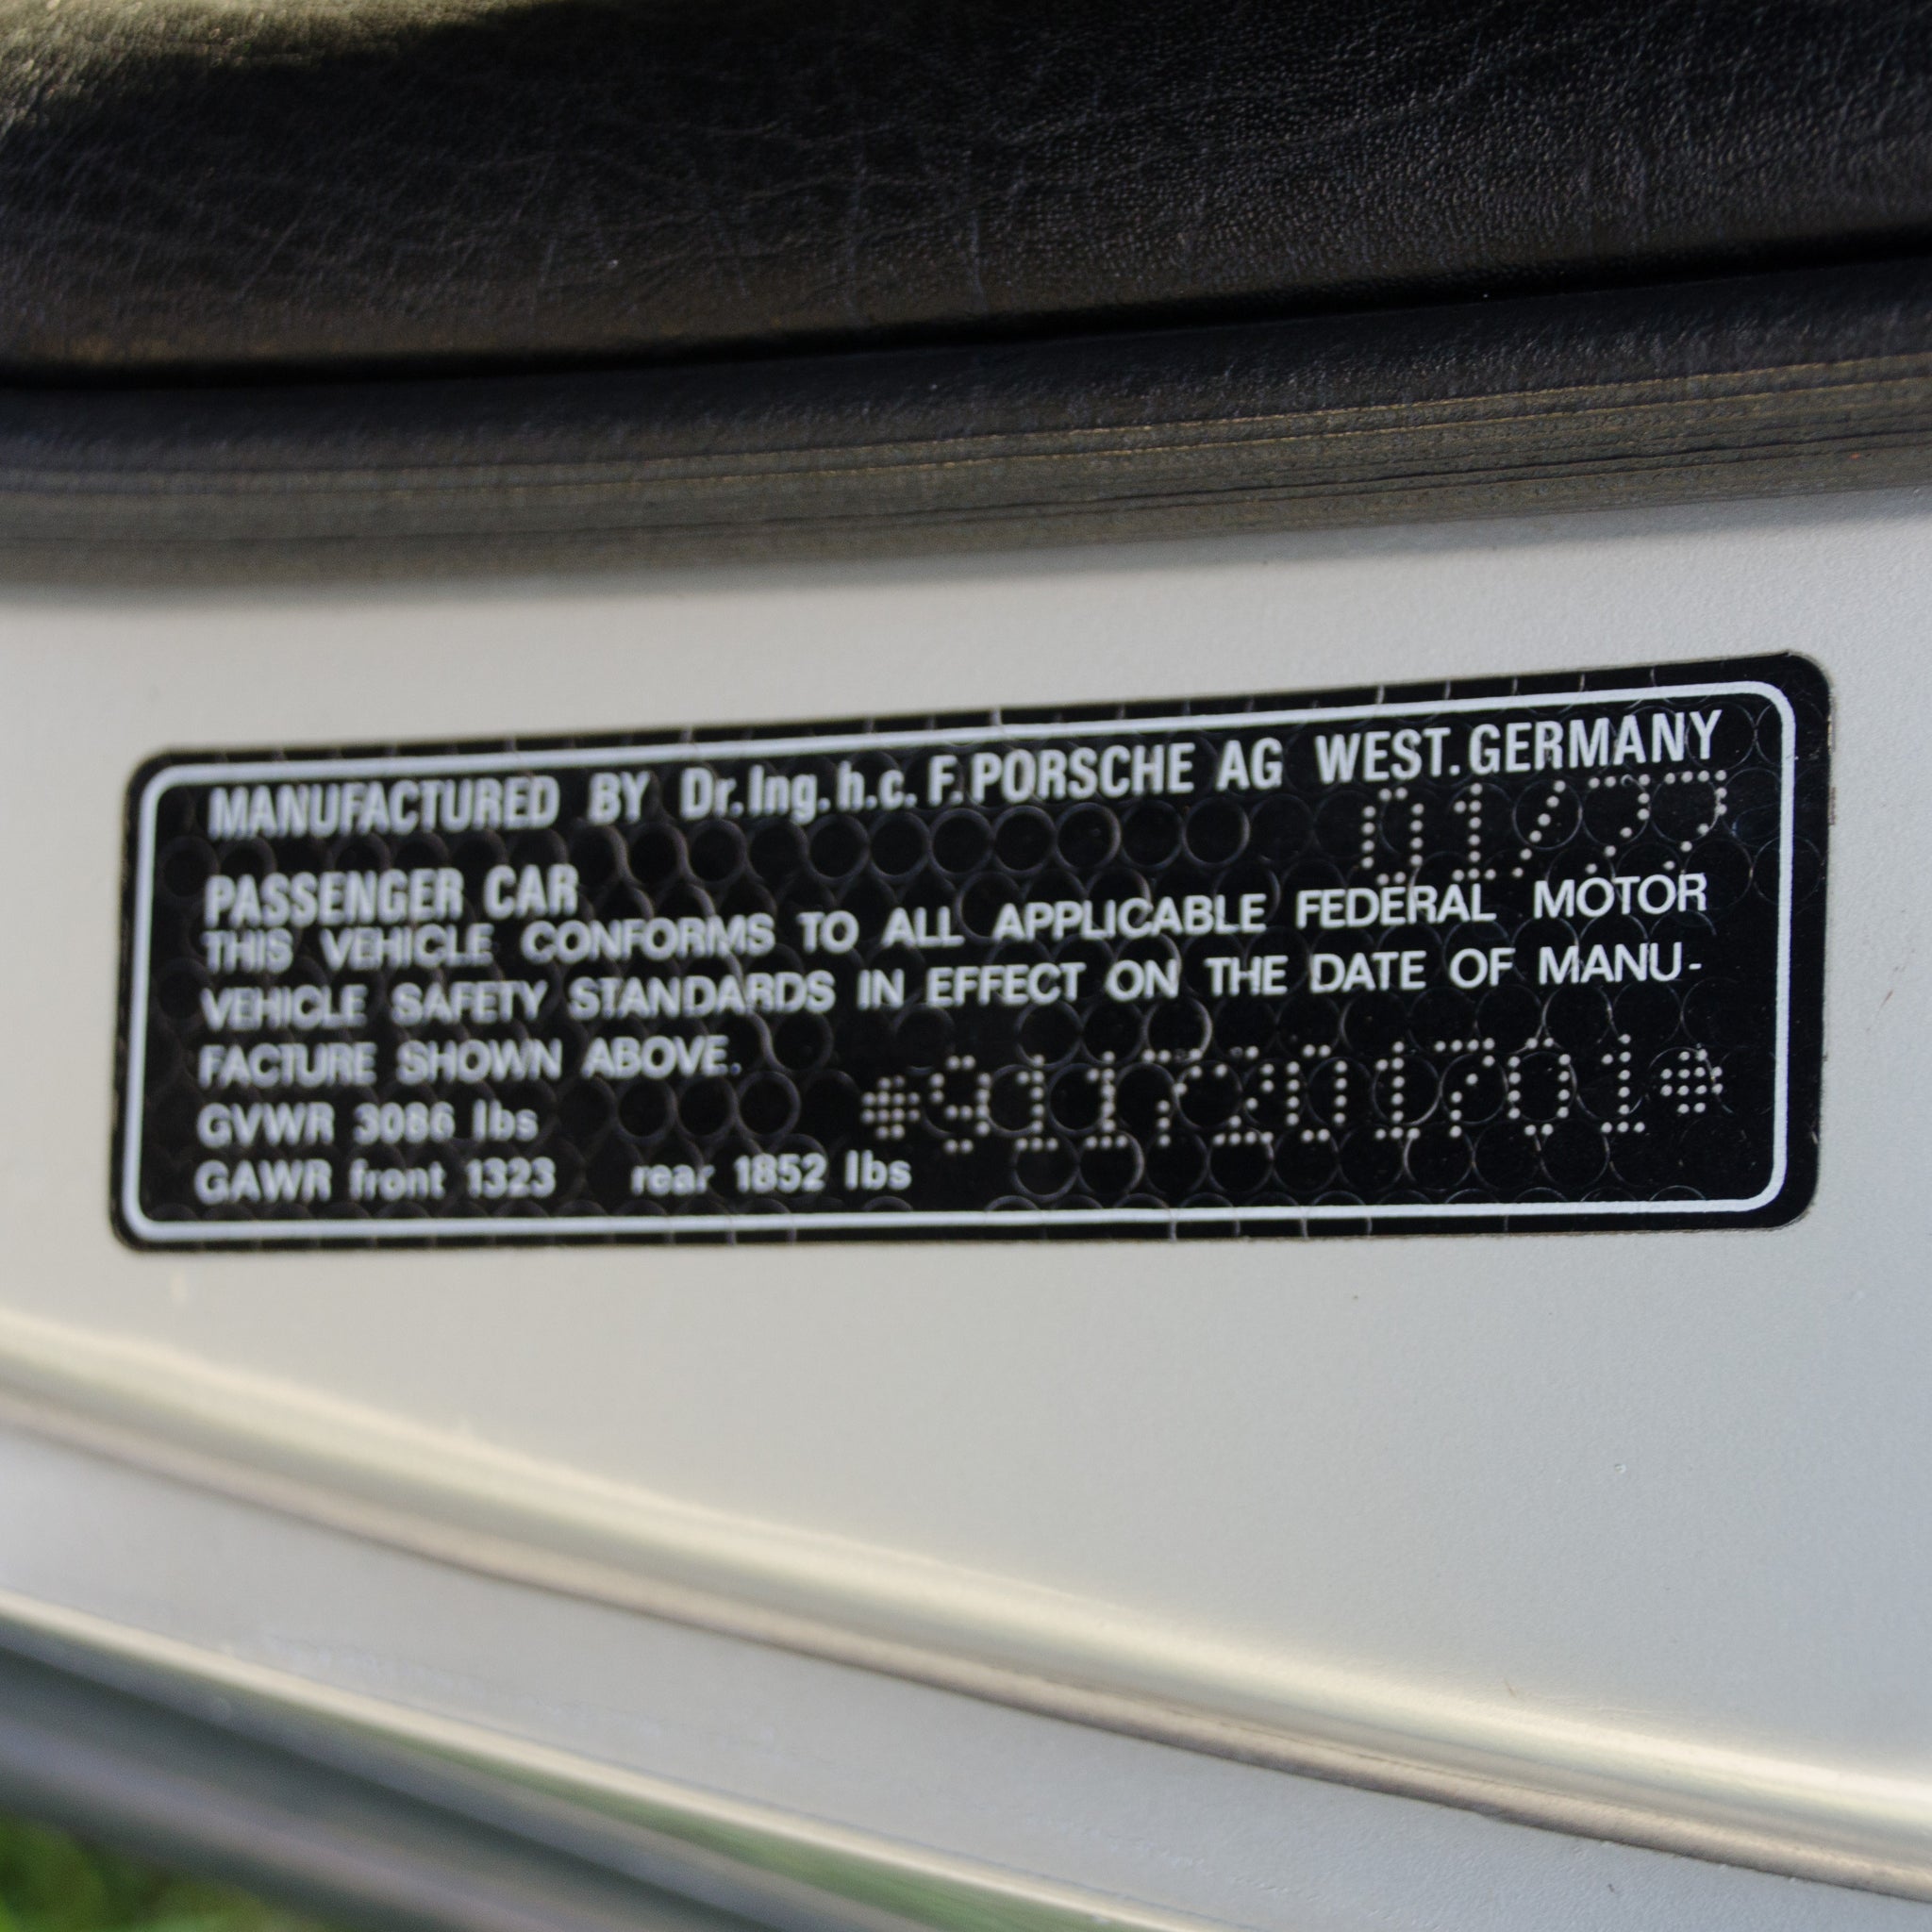 MANUFACTURED BY Dr.Ing.h.c.F.PORSCHE AG WEST.GERMANY
01/77
PASSENGER CAR
THIS VEHICLE CONFORMS TO ALL APPLICABLE FEDERAL MOTOR
VEHICLE SAFETY STANDARDS IN EFFECT ON THE DATE OF MANU-
FACTURE SHOWN ABOVE.
GVWR 3086 lbs
*9117201701*
GAWR front 1323 rear 1852 lbs